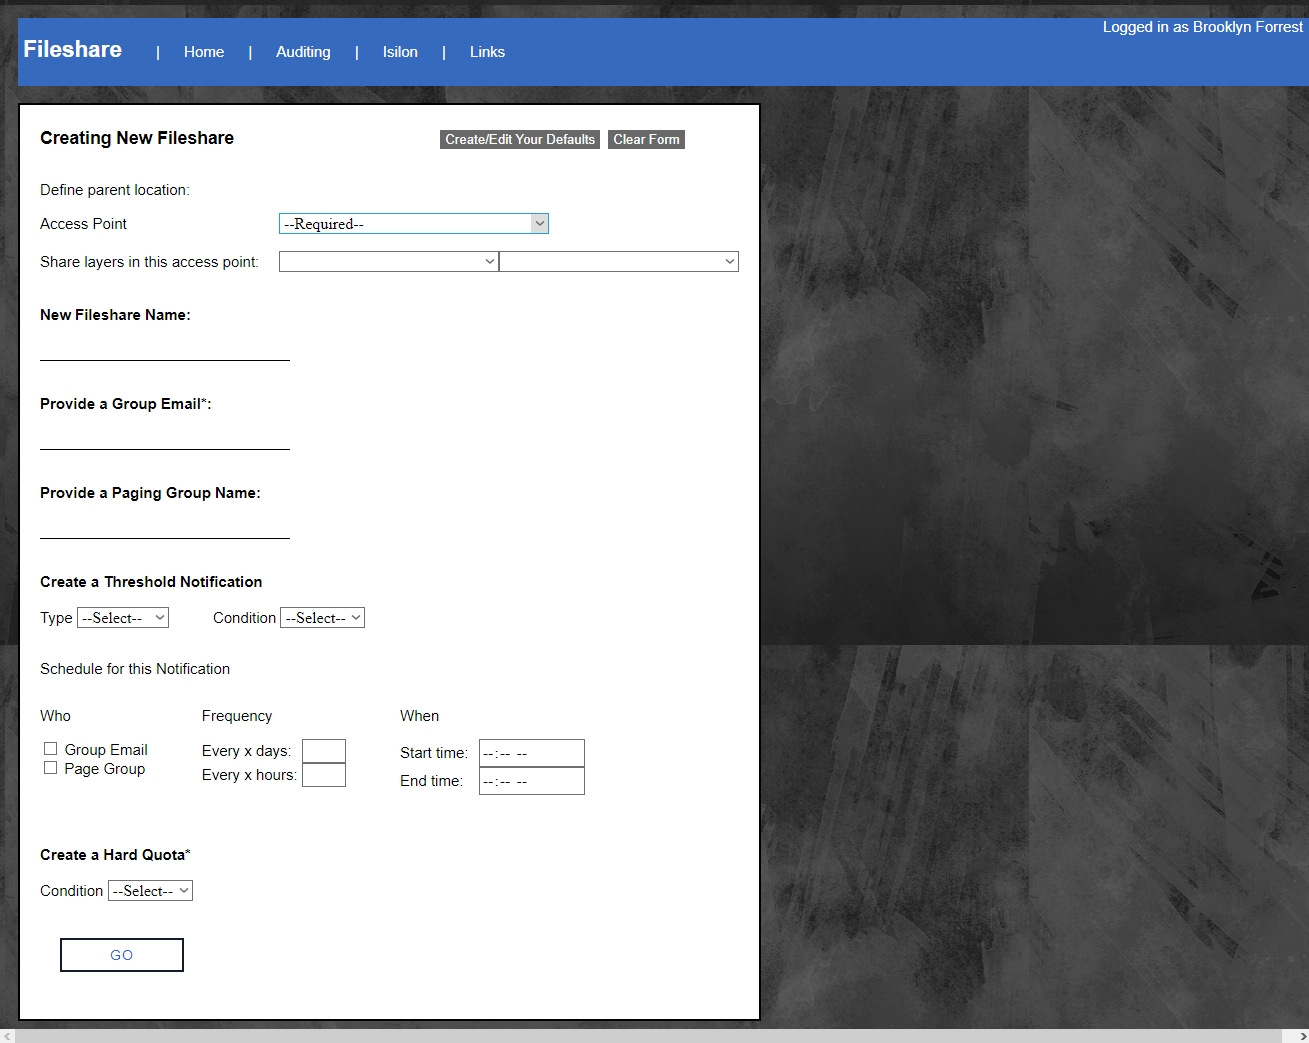 Logged in as Brooklyn Forrest
Fileshare | Home | Auditing | Isilon | Links
Creating New Fileshare Create/Edit Your Defaults Clear Form
Define parent location:
Access Point --Required--
Share layers in this access point:
New Fileshare Name:
Provide a Group Email*:
Provide a Paging Group Name:
Create a Threshold Notification
Type --Select-- Condition --Select--
Schedule for this Notification
Who Frequency When
Group Email Every x days: Start time: --:-- --
Page Group Every x hours: End time: --:-- --
Create a Hard Quota*
Condition --Select--
GO